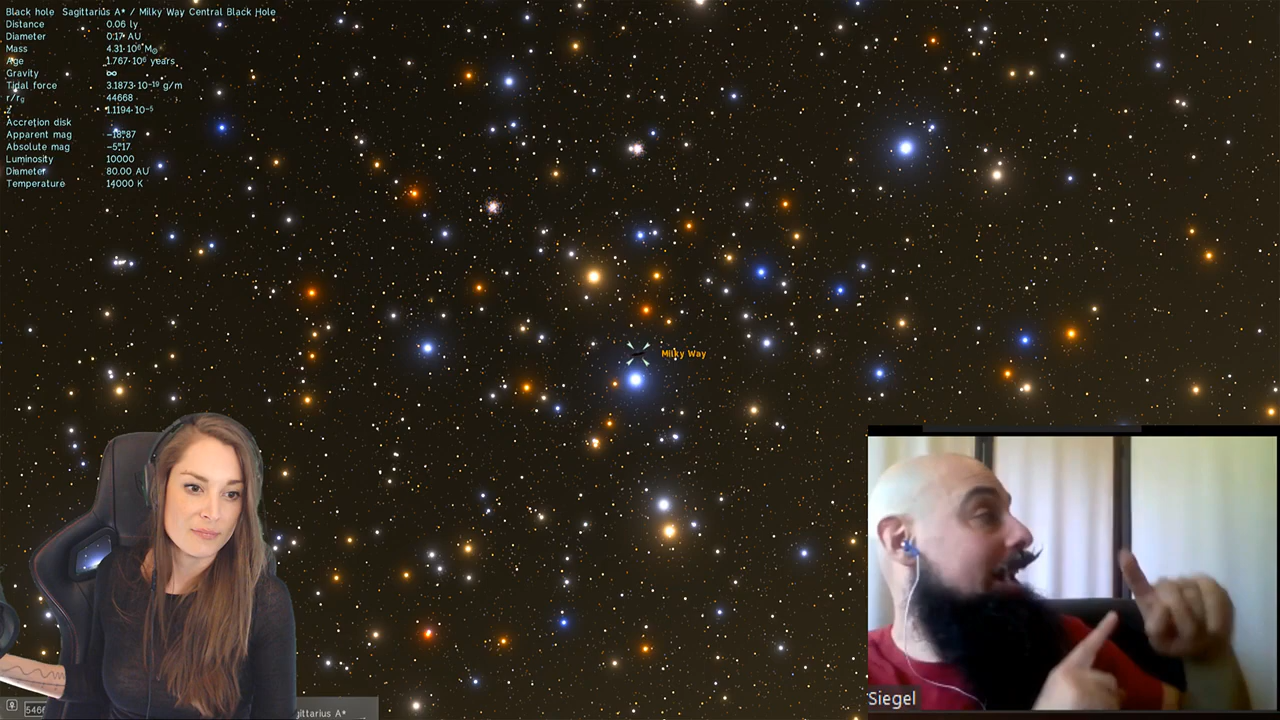 Black hole Sagittarius A* / Milky Way Central Black Hole
Distance 0.06 ly
Diameter 0.17 AU
Mass 4.31·10⁶ M☉
Age 1.767·10⁶ years
Gravity ∞
Tidal force 3.1873·10⁻¹⁹ g/m
r/rg 44668
z 1.1194·10⁻⁵
Accretion disk
Apparent mag −18.87
Absolute mag −5.17
Luminosity 10000
Diameter 80.00 AU
Temperature 14000 K
Milky Way
Siegel
546
gittarius A*